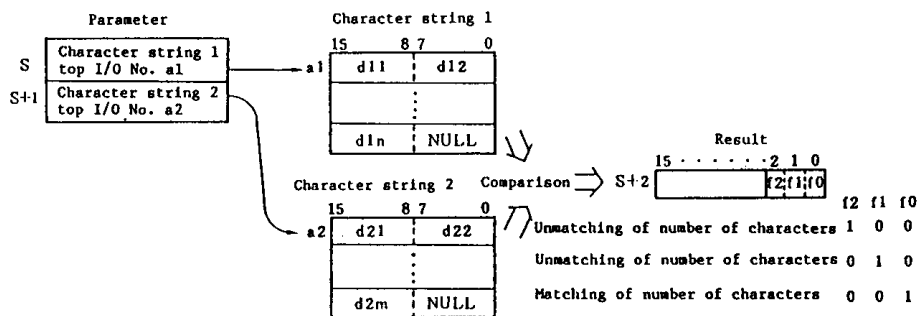 Parameter
S
Character string 1
top I/O No. a1
S+1
Character string 2
top I/O No. a2
Character string 1
15 8 7 0
a1 d11 d12
d1n NULL
Character string 2
15 8 7 0
a2 d21 d22
d2m NULL
Comparison
Result
15 · · · · · · 2 1 0
S+2 f2 f1 f0
f2 f1 f0
Unmatching of number of characters 1 0 0
Unmatching of number of characters 0 1 0
Matching of number of characters 0 0 1